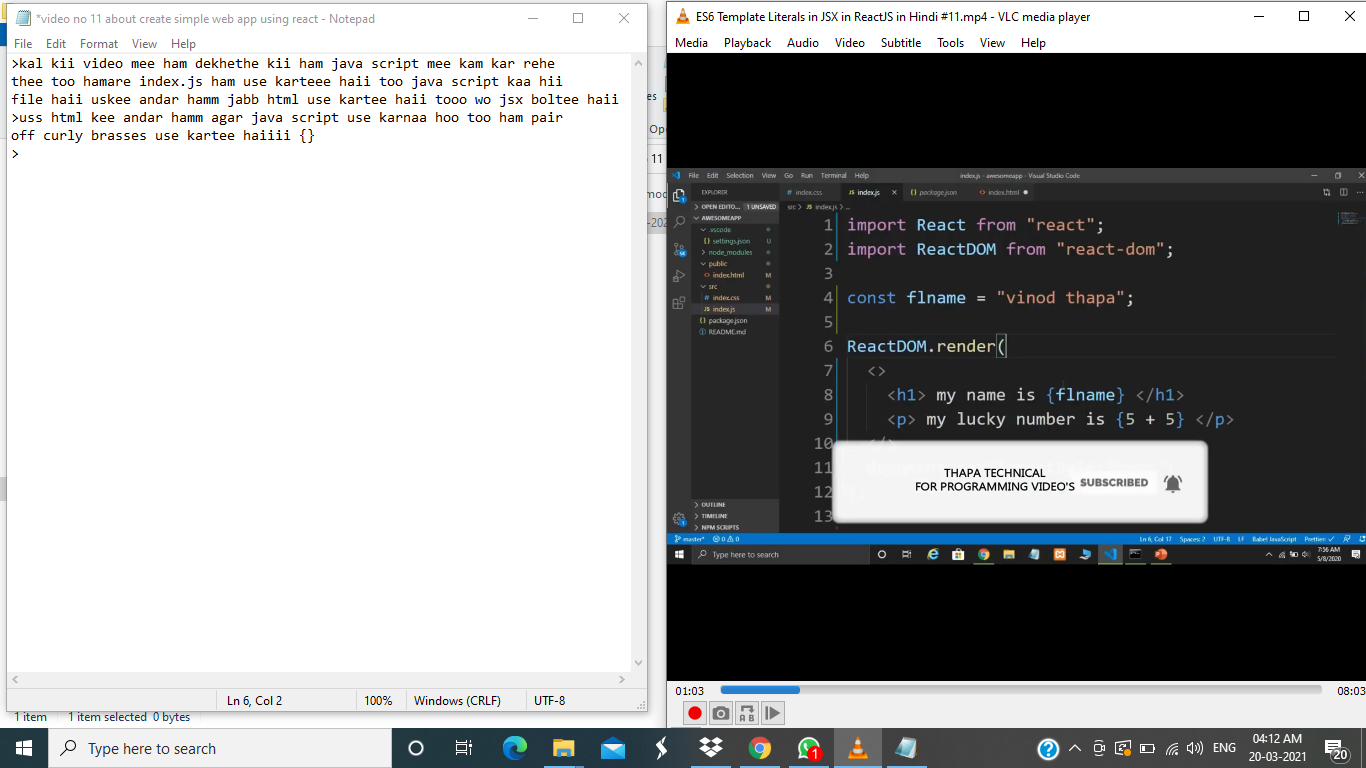 *video no 11 about create simple web app using react - Notepad
File Edit Format View Help
>kal kii video mee ham dekhethe kii ham java script mee kam kar rehe
thee too hamare index.js ham use karteee haii too java script kaa hii
file haii uskee andar hamm jabb html use kartee haii tooo wo jsx boltee haii
>uss html kee andar hamm agar java script use karnaa hoo too ham pair
off curly brasses use kartee haiiii {}
>
Ln 6, Col 2 100% Windows (CRLF) UTF-8
1 item 1 item selected 0 bytes
es
Op
11
mod
-202
ES6 Template Literals in JSX in ReactJS in Hindi #11.mp4 - VLC media player
Media Playback Audio Video Subtitle Tools View Help
File Edit Selection View Go Run Terminal Help index.js - awesomeapp - Visual Studio Code
EXPLORER
OPEN EDITO... 1 UNSAVED
AWESOMEAPP
.vscode
settings.json U
node_modules
public
index.html M
src
index.css M
index.js M
package.json
README.md
OUTLINE
TIMELINE
NPM SCRIPTS
index.css index.js package.json index.html
src > index.js > ...
1 import React from "react";
2 import ReactDOM from "react-dom";
3
4 const flname = "vinod thapa";
5
6 ReactDOM.render(
7 <>
8 <h1> my name is {flname} </h1>
9 <p> my lucky number is {5 + 5} </p>
10
11
12
13
THAPA TECHNICAL
FOR PROGRAMMING VIDEO'S SUBSCRIBED
master* 0 0 Ln 6, Col 17 Spaces: 2 UTF-8 LF Babel JavaScript Prettier: ✓
Type here to search
7:56 AM
5/8/2020
01:03 08:03
Type here to search
1
ENG
04:12 AM
20-03-2021
20